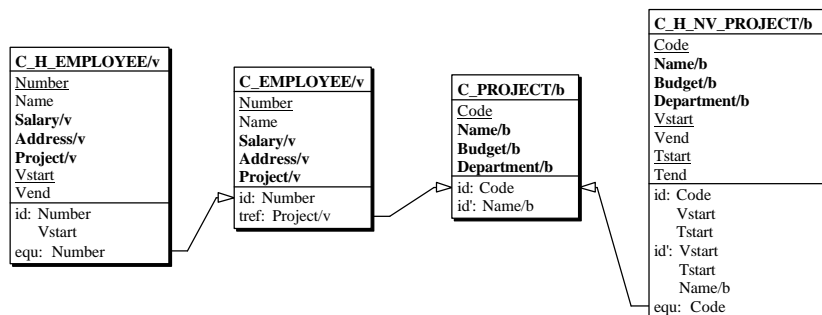 C_H_EMPLOYEE/v
Number
Name
Salary/v
Address/v
Project/v
Vstart
Vend
id: Number
Vstart
equ: Number
C_EMPLOYEE/v
Number
Name
Salary/v
Address/v
Project/v
id: Number
tref: Project/v
C_PROJECT/b
Code
Name/b
Budget/b
Department/b
id: Code
id': Name/b
C_H_NV_PROJECT/b
Code
Name/b
Budget/b
Department/b
Vstart
Vend
Tstart
Tend
id: Code
Vstart
Tstart
id': Vstart
Tstart
Name/b
equ: Code